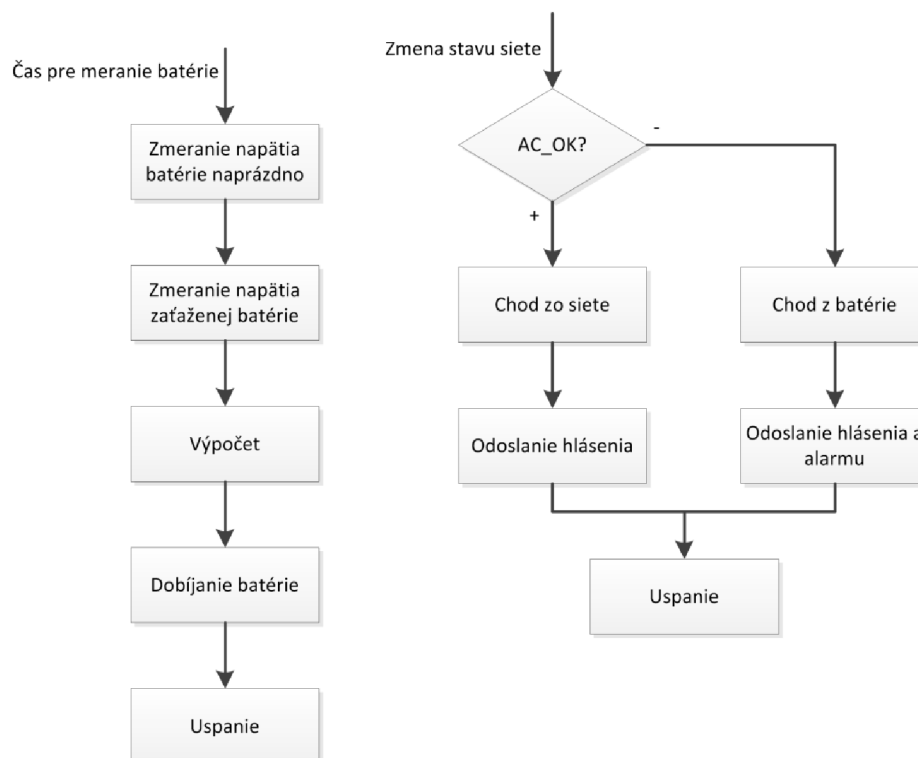 Čas pre meranie batérie
Zmeranie napätia
batérie naprázdno
Zmeranie napätia
zaťaženej batérie
Výpočet
Dobíjanie batérie
Uspanie
Zmena stavu siete
AC_OK?
-
+
Chod zo siete
Chod z batérie
Odoslanie hlásenia
Odoslanie hlásenia a
alarmu
Uspanie